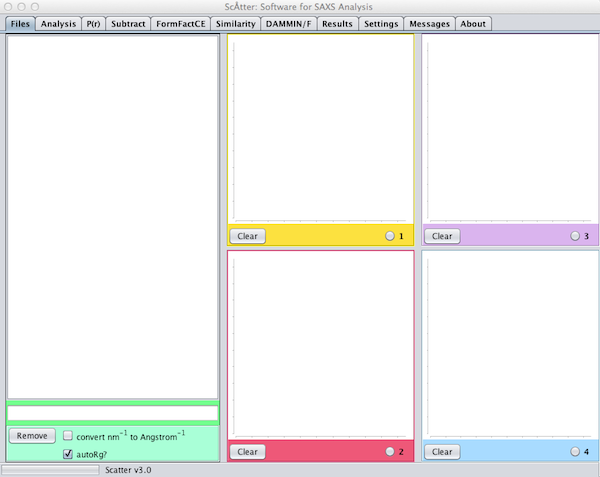 ScÅtter: Software for SAXS Analysis
Files Analysis P(r) Subtract FormFactCE Similarity DAMMIN/F Results Settings Messages About
Clear 1
Clear 3
Clear 2
Clear 4
Remove convert nm⁻¹ to Angstrom⁻¹
autoRg?
Scatter v3.0